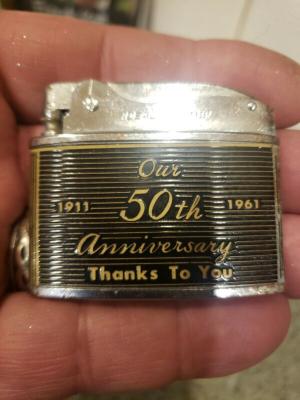 Our
1911 50th 1961
Anniversary
Thanks To You